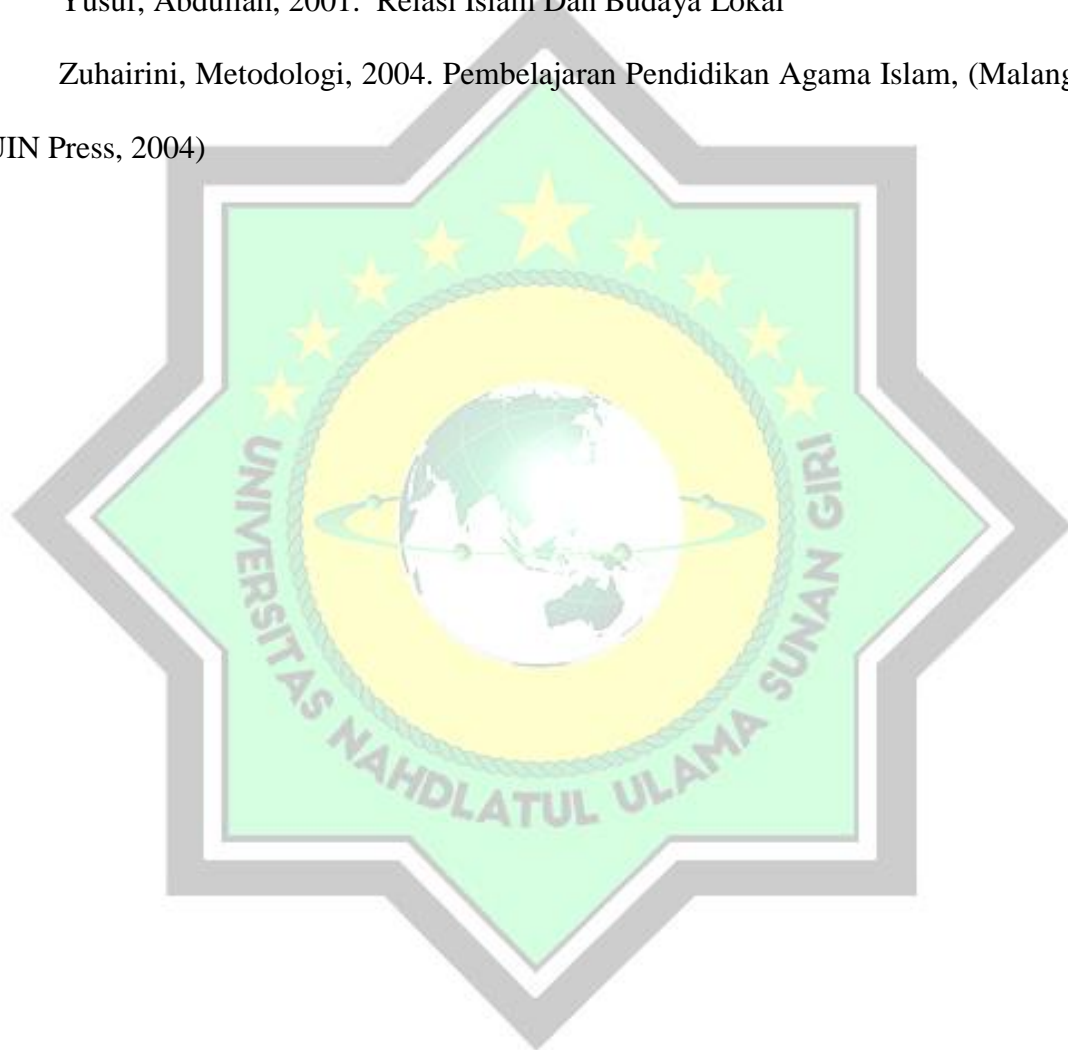 Yusuf, Abdullah, 2001. Relasi Islam Dan Budaya Lokal
Zuhairini, Metodologi, 2004. Pembelajaran Pendidikan Agama Islam, (Malang
UIN Press, 2004)
UNIVERSITAS NAHDLATUL ULAMA SUNAN GIRI